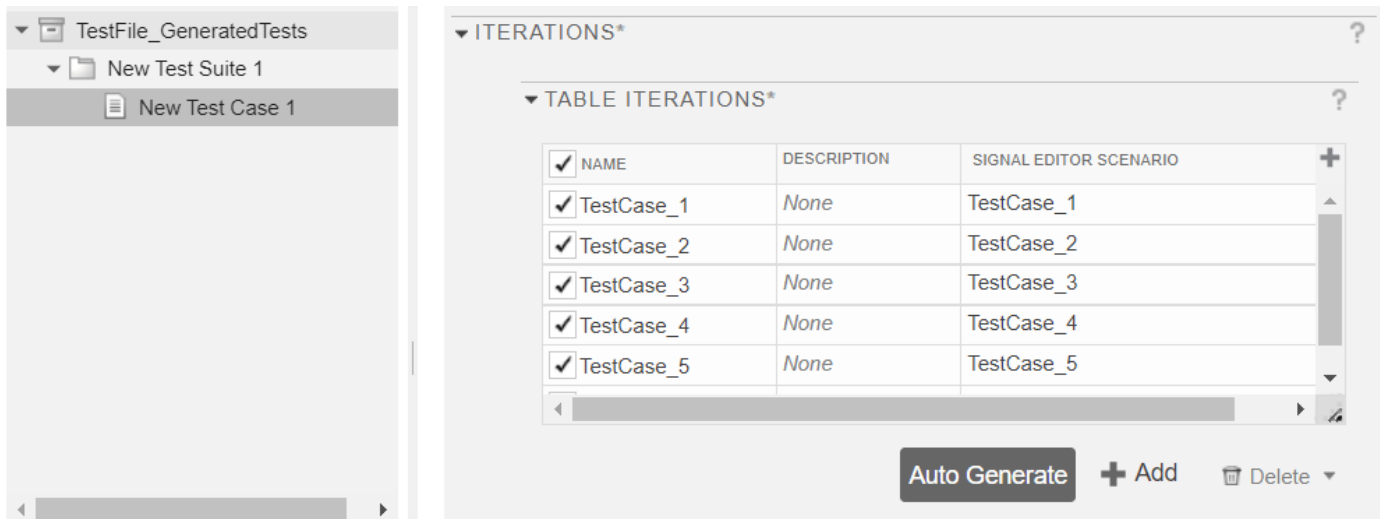 TestFile_GeneratedTests
New Test Suite 1
New Test Case 1
ITERATIONS*
?
TABLE ITERATIONS*
?
NAME DESCRIPTION SIGNAL EDITOR SCENARIO
TestCase_1 None TestCase_1
TestCase_2 None TestCase_2
TestCase_3 None TestCase_3
TestCase_4 None TestCase_4
TestCase_5 None TestCase_5
Auto Generate Add Delete